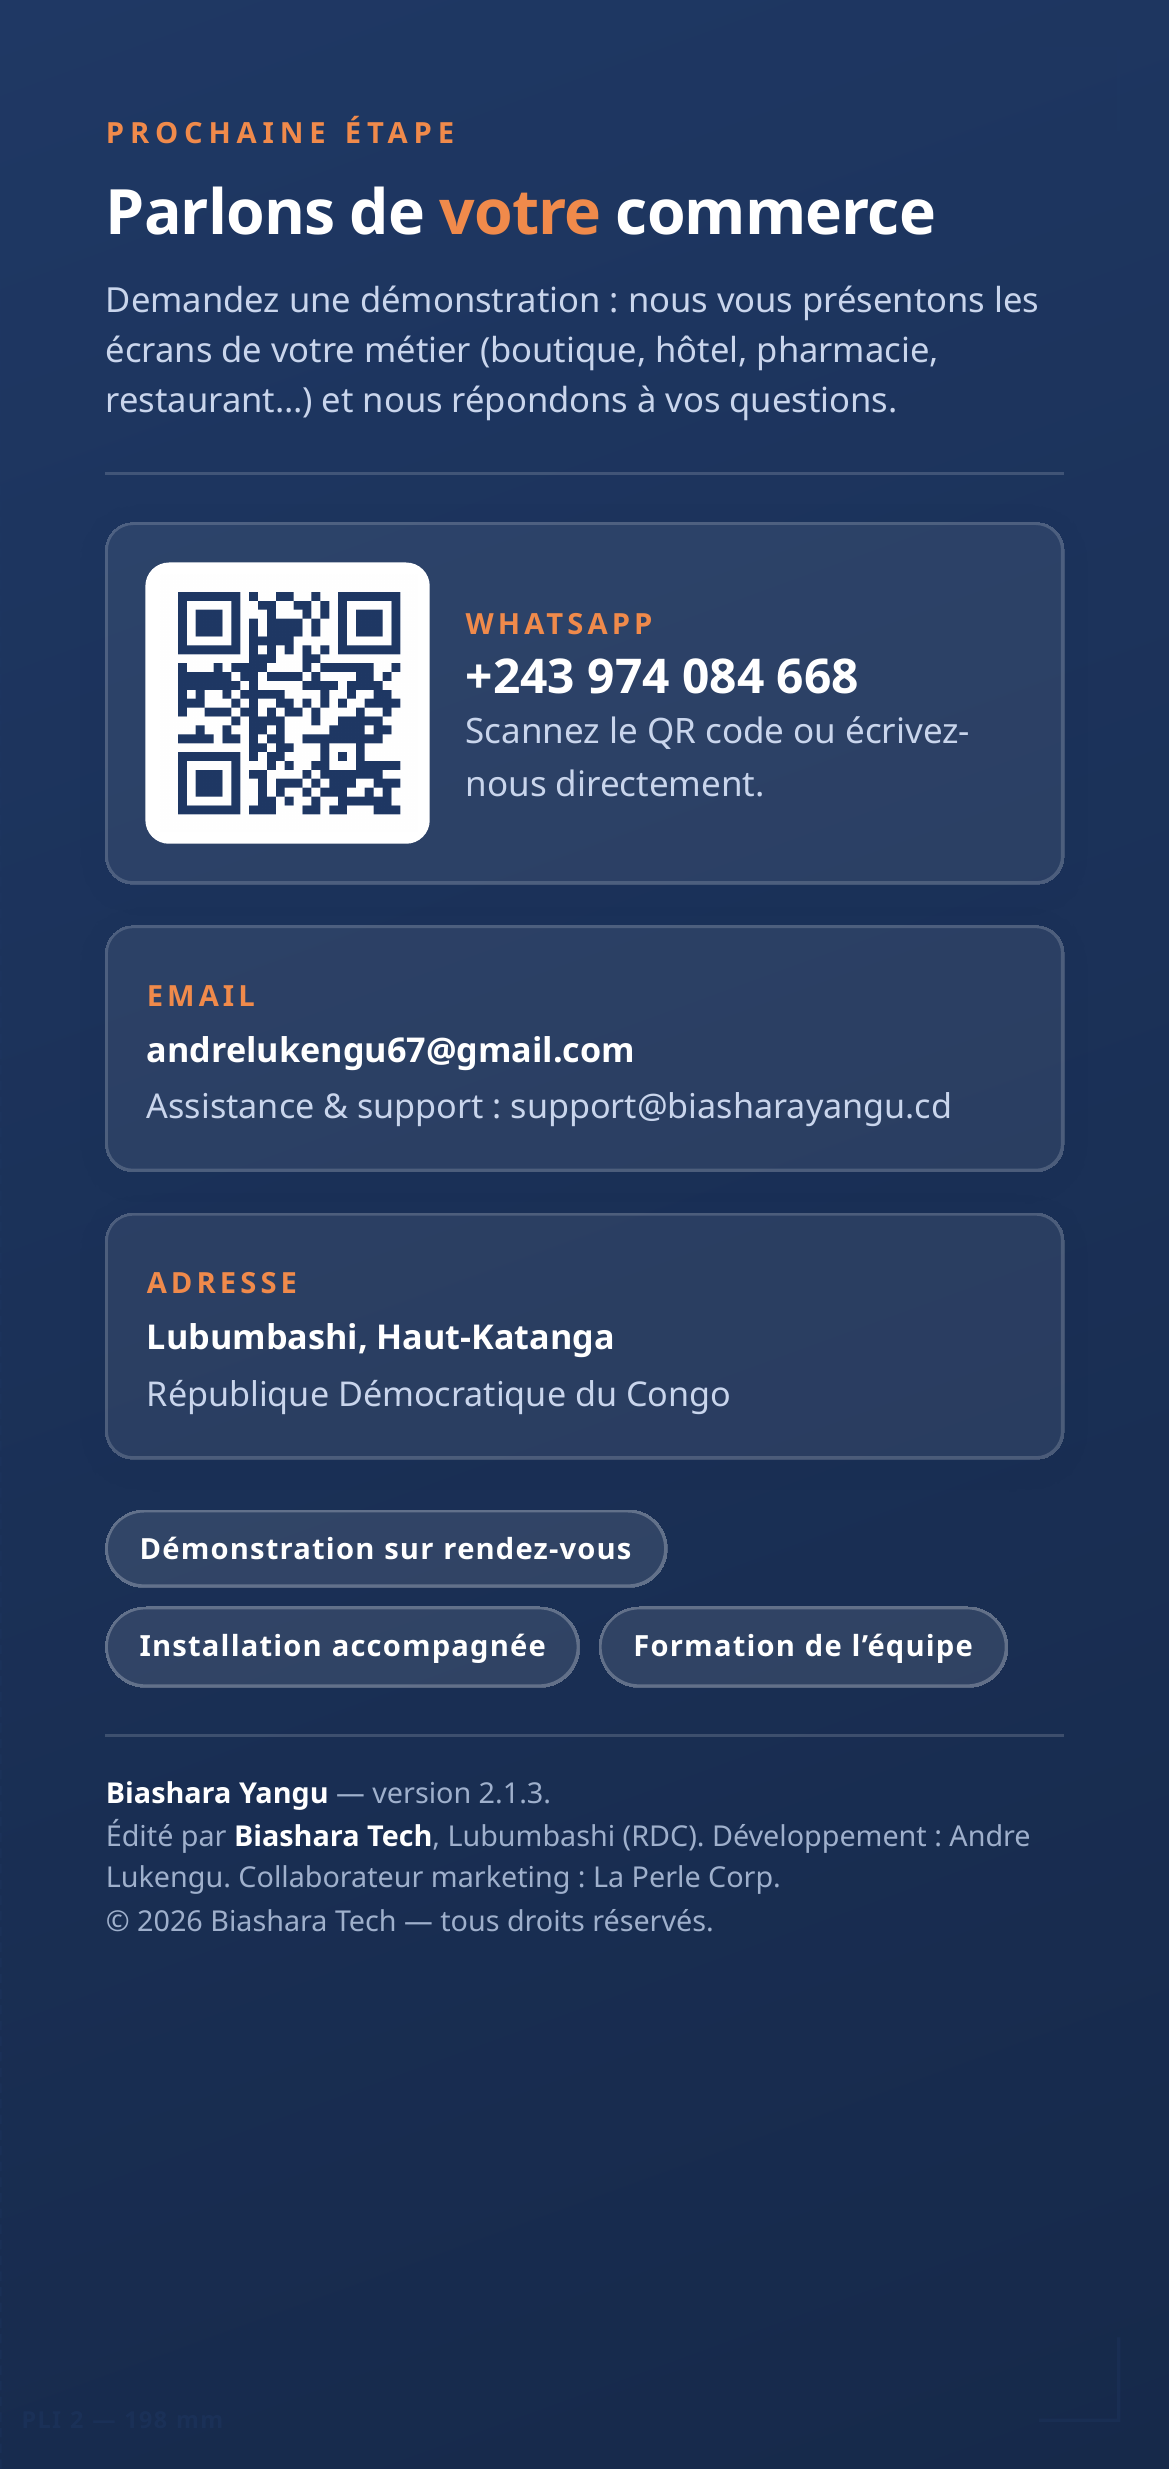 PROCHAINE ÉTAPE
Parlons de votre commerce
Demandez une démonstration : nous vous présentons les
écrans de votre métier (boutique, hôtel, pharmacie,
restaurant...) et nous répondons à vos questions.
WHATSAPP
+243 974 084 668
Scannez le QR code ou écrivez-
nous directement.
EMAIL
andrelukengu67@gmail.com
Assistance & support : support@biasharayangu.cd
ADRESSE
Lubumbashi, Haut-Katanga
République Démocratique du Congo
Démonstration sur rendez-vous
Installation accompagnée
Formation de l’équipe
Biashara Yangu — version 2.1.3.
Édité par Biashara Tech, Lubumbashi (RDC). Développement : Andre
Lukengu. Collaborateur marketing : La Perle Corp.
© 2026 Biashara Tech — tous droits réservés.
PLI 2 — 198 mm